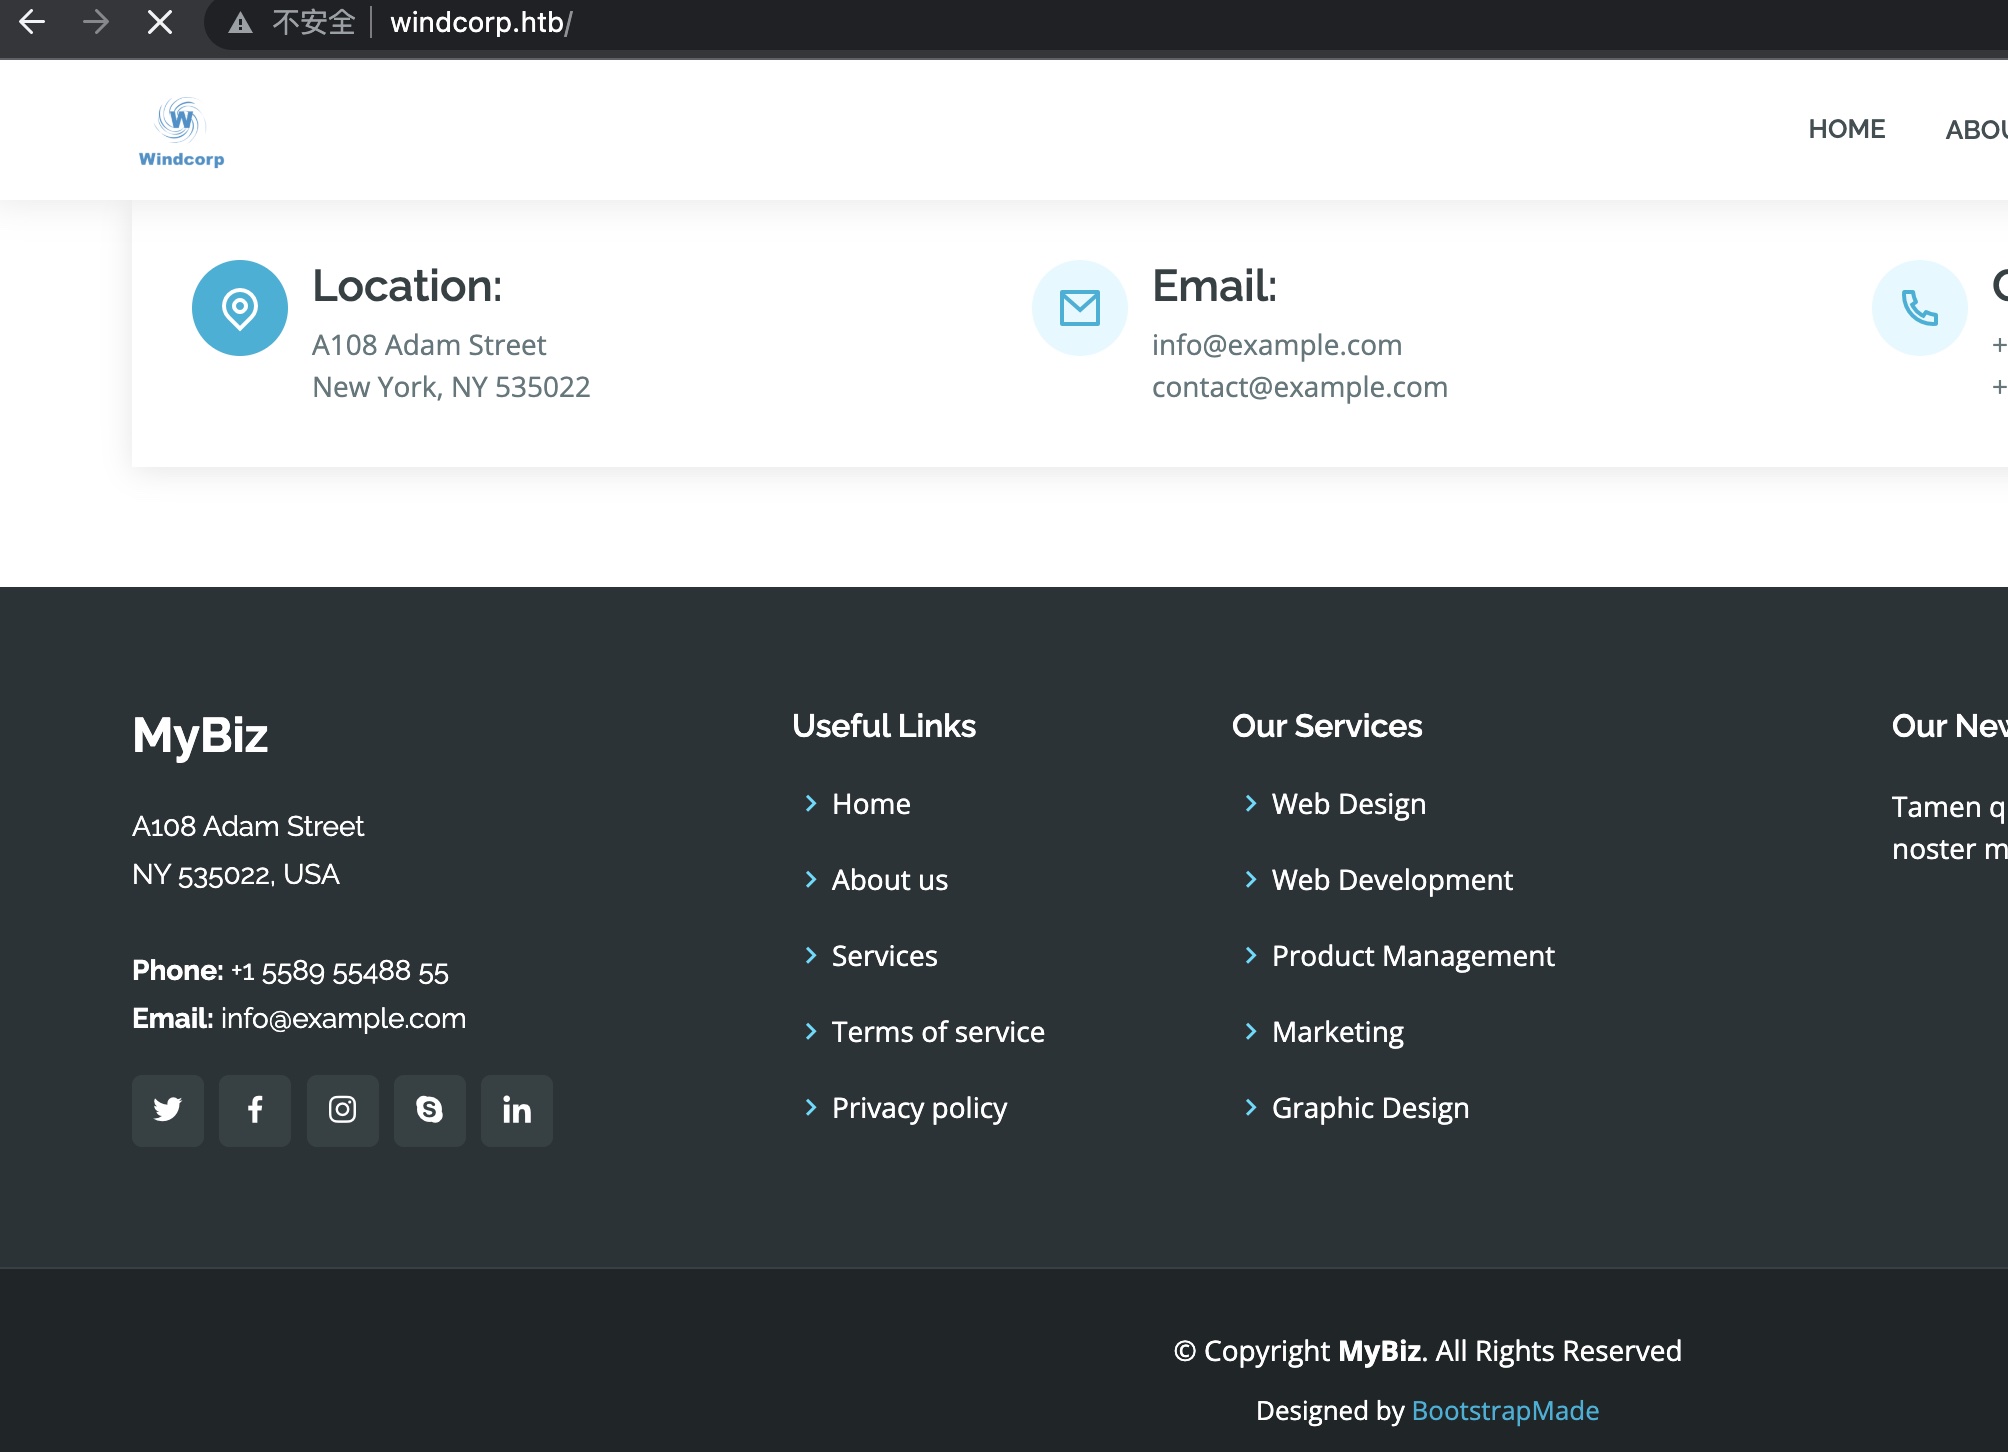 不安全 windcorp.htb/
W
Windcorp
HOME
Location:
A108 Adam Street
New York, NY 535022
Email:
info@example.com
contact@example.com
+
+
MyBiz
A108 Adam Street
NY 535022, USA
Phone: +1 5589 55488 55
Email: info@example.com
Useful Links
Home
About us
Services
Terms of service
Privacy policy
Our Services
Web Design
Web Development
Product Management
Marketing
Graphic Design
Our
Tamen
noster
© Copyright MyBiz. All Rights Reserved
Designed by BootstrapMade